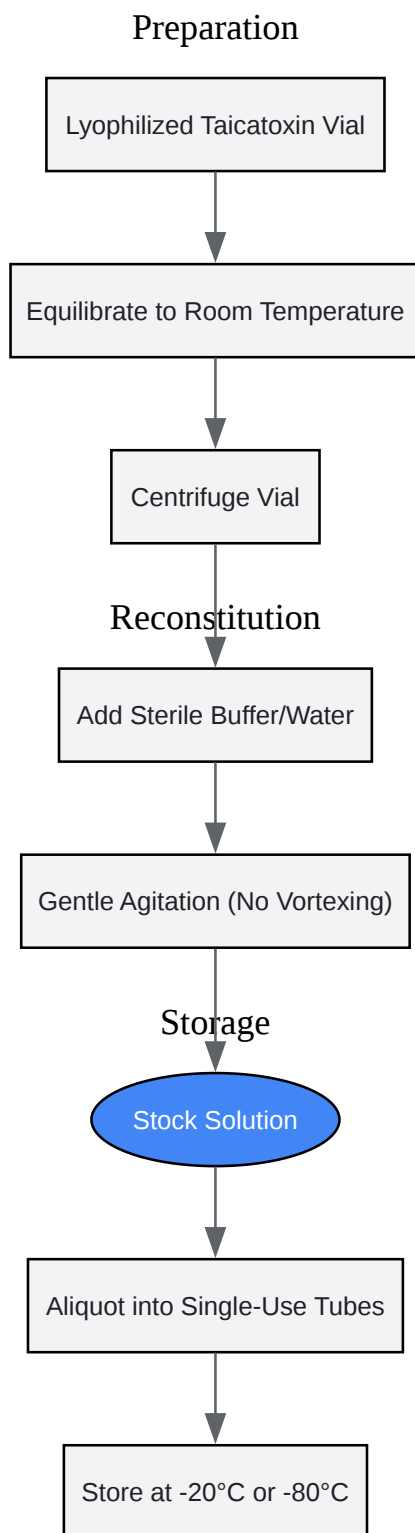 Preparation
Lyophilized Taicatoxin Vial
Equilibrate to Room Temperature
Centrifuge Vial
Reconstitution
Add Sterile Buffer/Water
Gentle Agitation (No Vortexing)
Storage
Stock Solution
Aliquot into Single-Use Tubes
Store at -20°C or -80°C